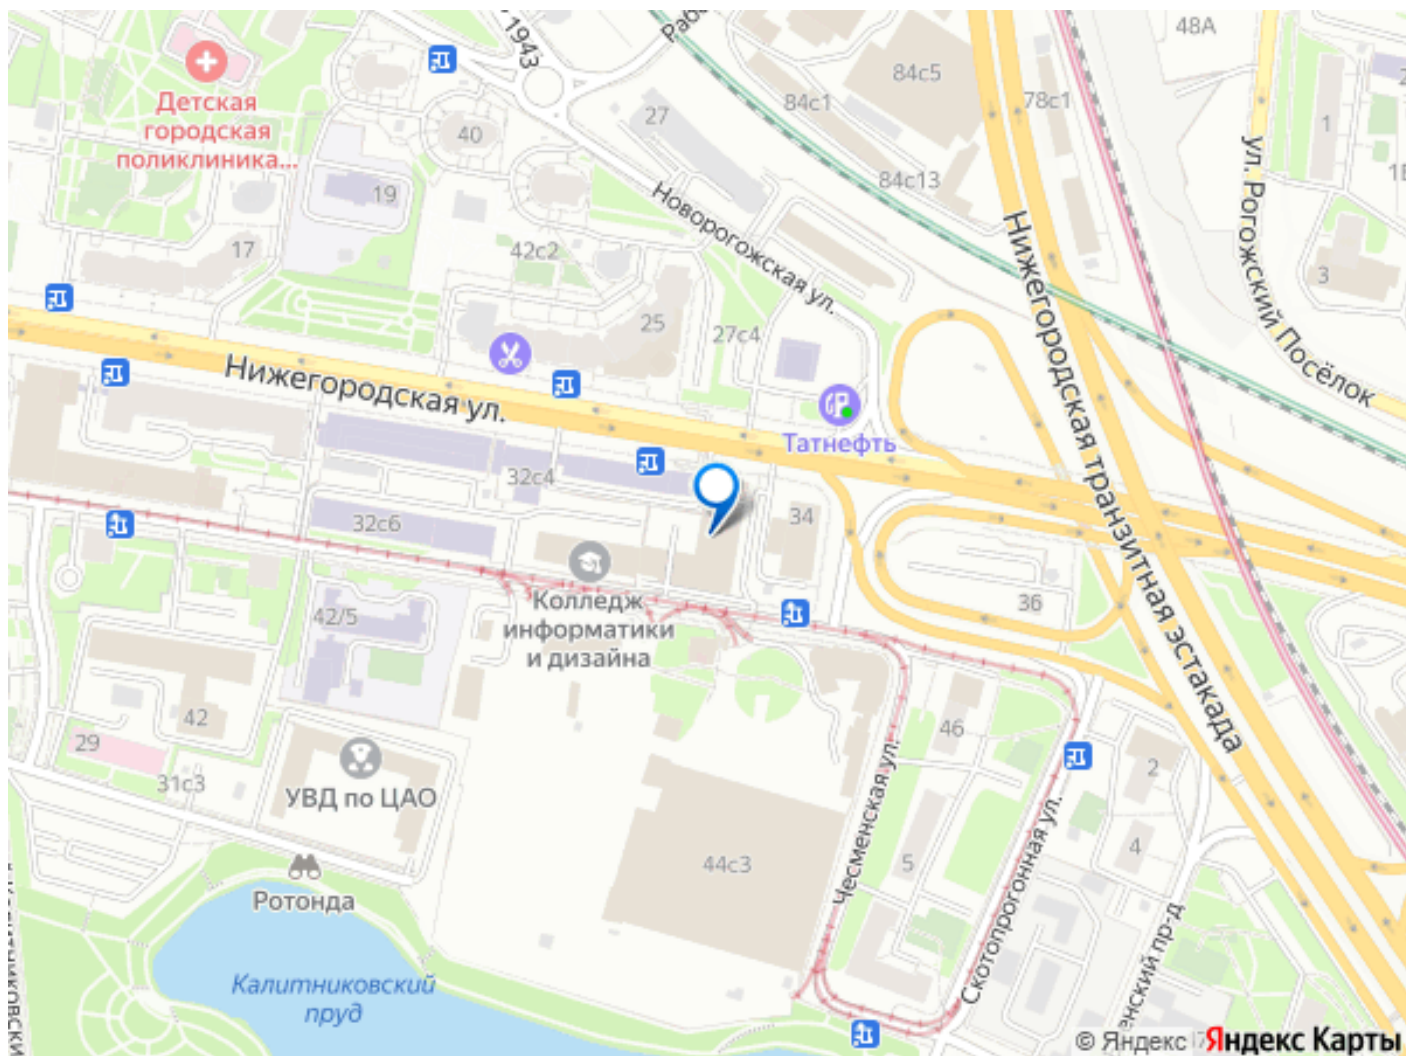 48А
1943
84с5
Детская
городская
поликлиника...
84с1
78с1
27
1
40
ул. Рогожский Посёлок
84с13
19
Новорогожская ул.
17
42с2
3
25
27с4
Нижегородская ул.
Нижегородская транзитная эстакада
Татнефть
32с4
34
32с6
36
Колледж
информатики
и дизайна
42/5
42
46
29
2
31с3
УВД по ЦАО
Чесменская ул.
Скотопрогонная ул.
4
44с3
5
Ротонда
Калитниковский
пруд
© Яндекс
Яндекс Карты